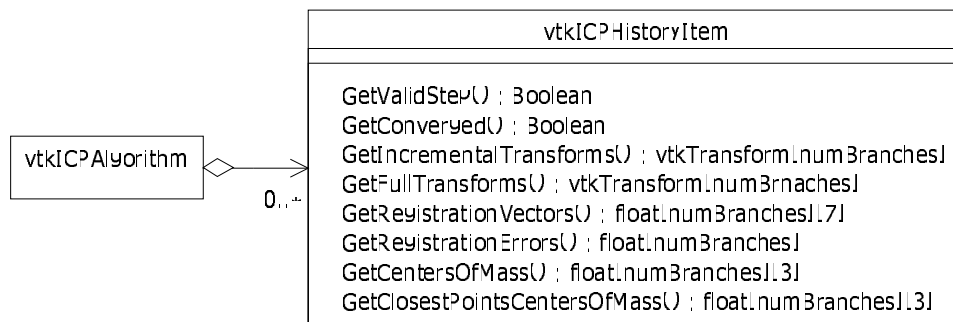 vtkICPHistoryItem
GetValidStep() : Boolean
GetConverged() : Boolean
vtkICPAlgorithm
GetIncrementalTransforms() : vtkTransform[numBranches]
GetFullTransforms() : vtkTransform[numBrnaches]
0..*
GetRegistrationVectors() : float[numBranches][7]
GetRegistrationErrors() : float[numBranches]
GetCentersOfMass() : float[numBranches][3]
GetClosestPointsCentersOfMass() : float[numBranches][3]